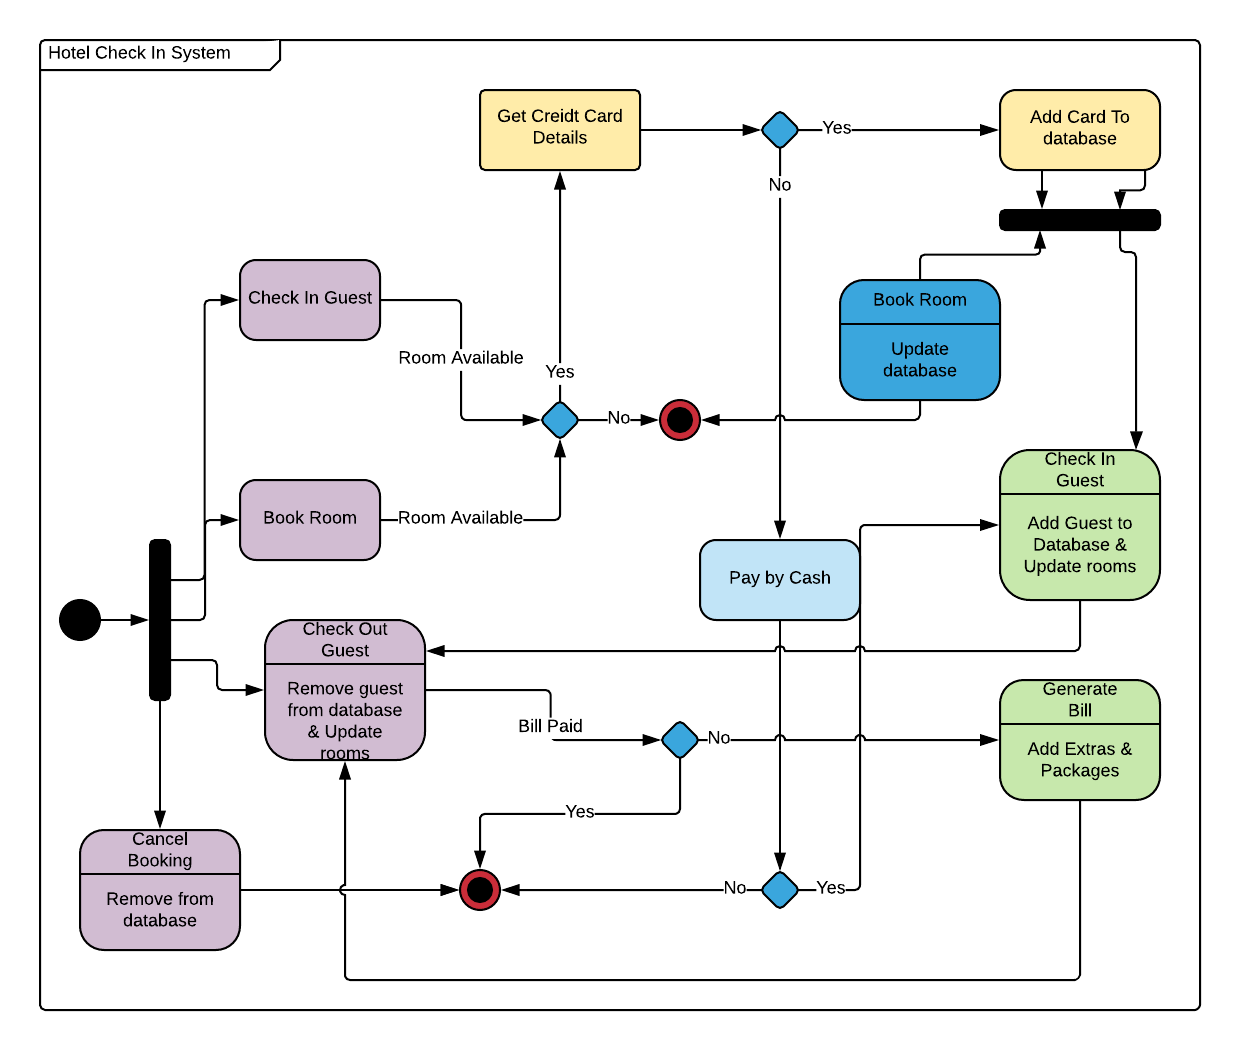 Hotel Check In System
Get Creidt Card
Details
Yes
Add Card To
database
No
Check In Guest
Book Room
Update
database
Room Available
Yes
No
Check In
Guest
Add Guest to
Database &
Update rooms
Book Room
Room Available
Pay by Cash
Check Out
Guest
Remove guest
from database
& Update
rooms
Bill Paid
No
Generate
Bill
Add Extras &
Packages
Yes
Cancel
Booking
Remove from
database
No
Yes